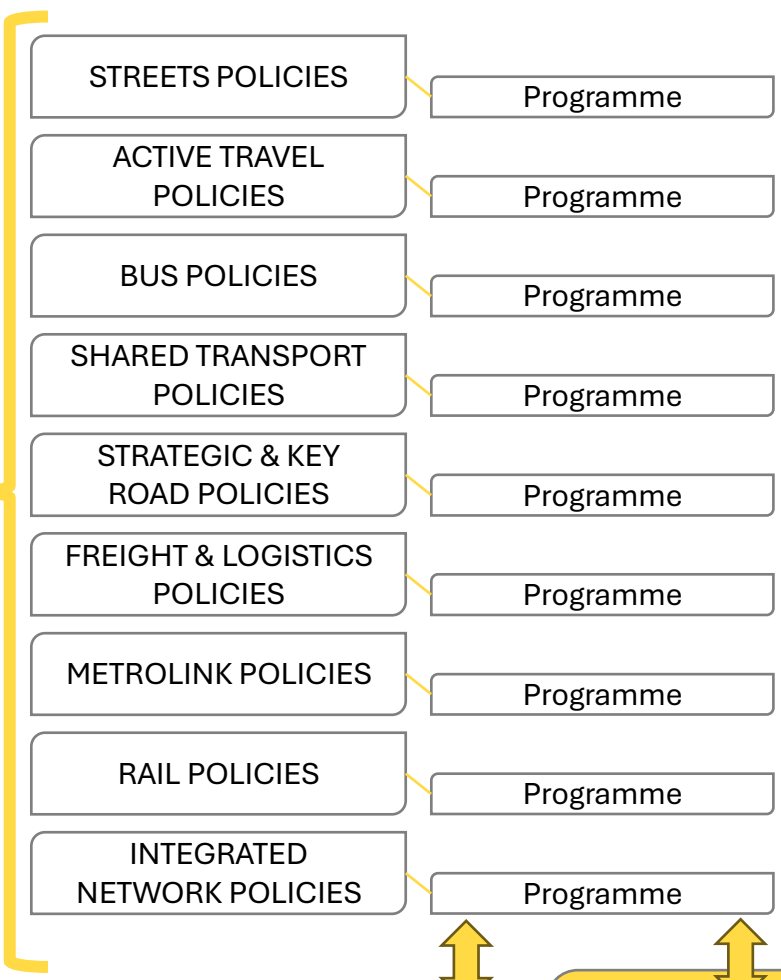 STREETS POLICIES
Programme
ACTIVE TRAVEL
POLICIES
Programme
BUS POLICIES
Programme
SHARED TRANSPORT
POLICIES
Programme
STRATEGIC & KEY
ROAD POLICIES
Programme
FREIGHT & LOGISTICS
POLICIES
Programme
METROLINK POLICIES
Programme
RAIL POLICIES
Programme
INTEGRATED
NETWORK POLICIES
Programme